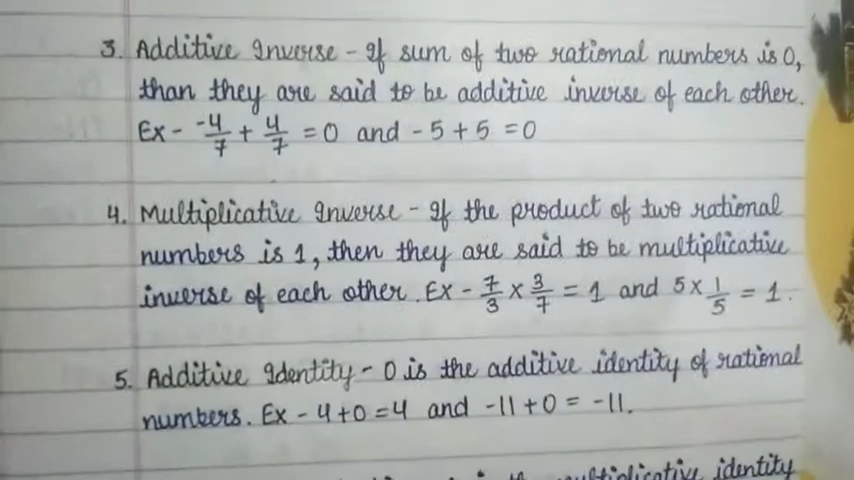 3. Additive Inverse - If sum of two rational numbers is 0,
than they are said to be additive inverse of each other.
Ex - -4/7 + 4/7 = 0 and -5+5 = 0
4. Multiplicative Inverse - If the product of two rational
numbers is 1, then they are said to be multiplicative
inverse of each other. Ex - 7/3 x 3/7 = 1 and 5 x 1/5 = 1.
5. Additive Identity - 0 is the additive identity of rational
numbers. Ex - 4+0 = 4 and -11+0 = -11.
is the multiplicative identity